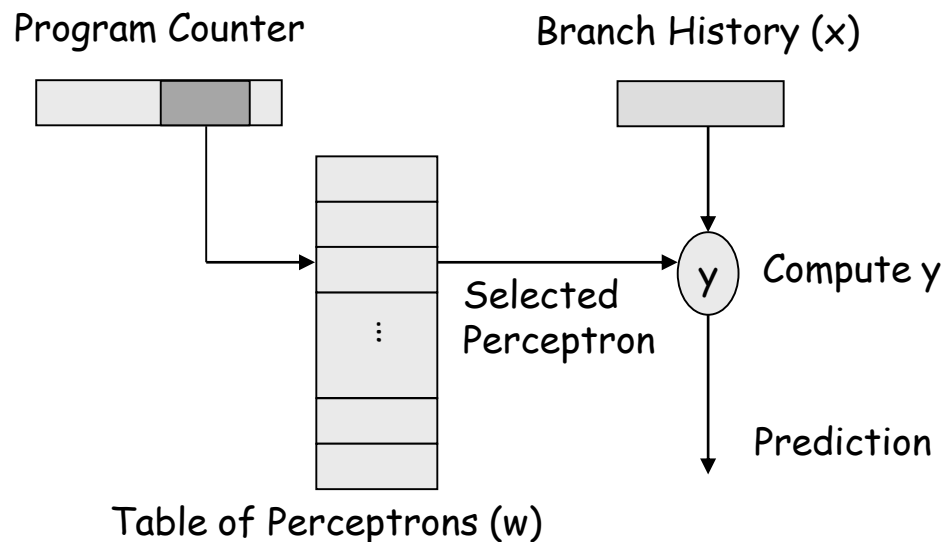 Program Counter
Branch History (x)
y
Compute y
Selected
Perceptron
...
Prediction
Table of Perceptrons (w)